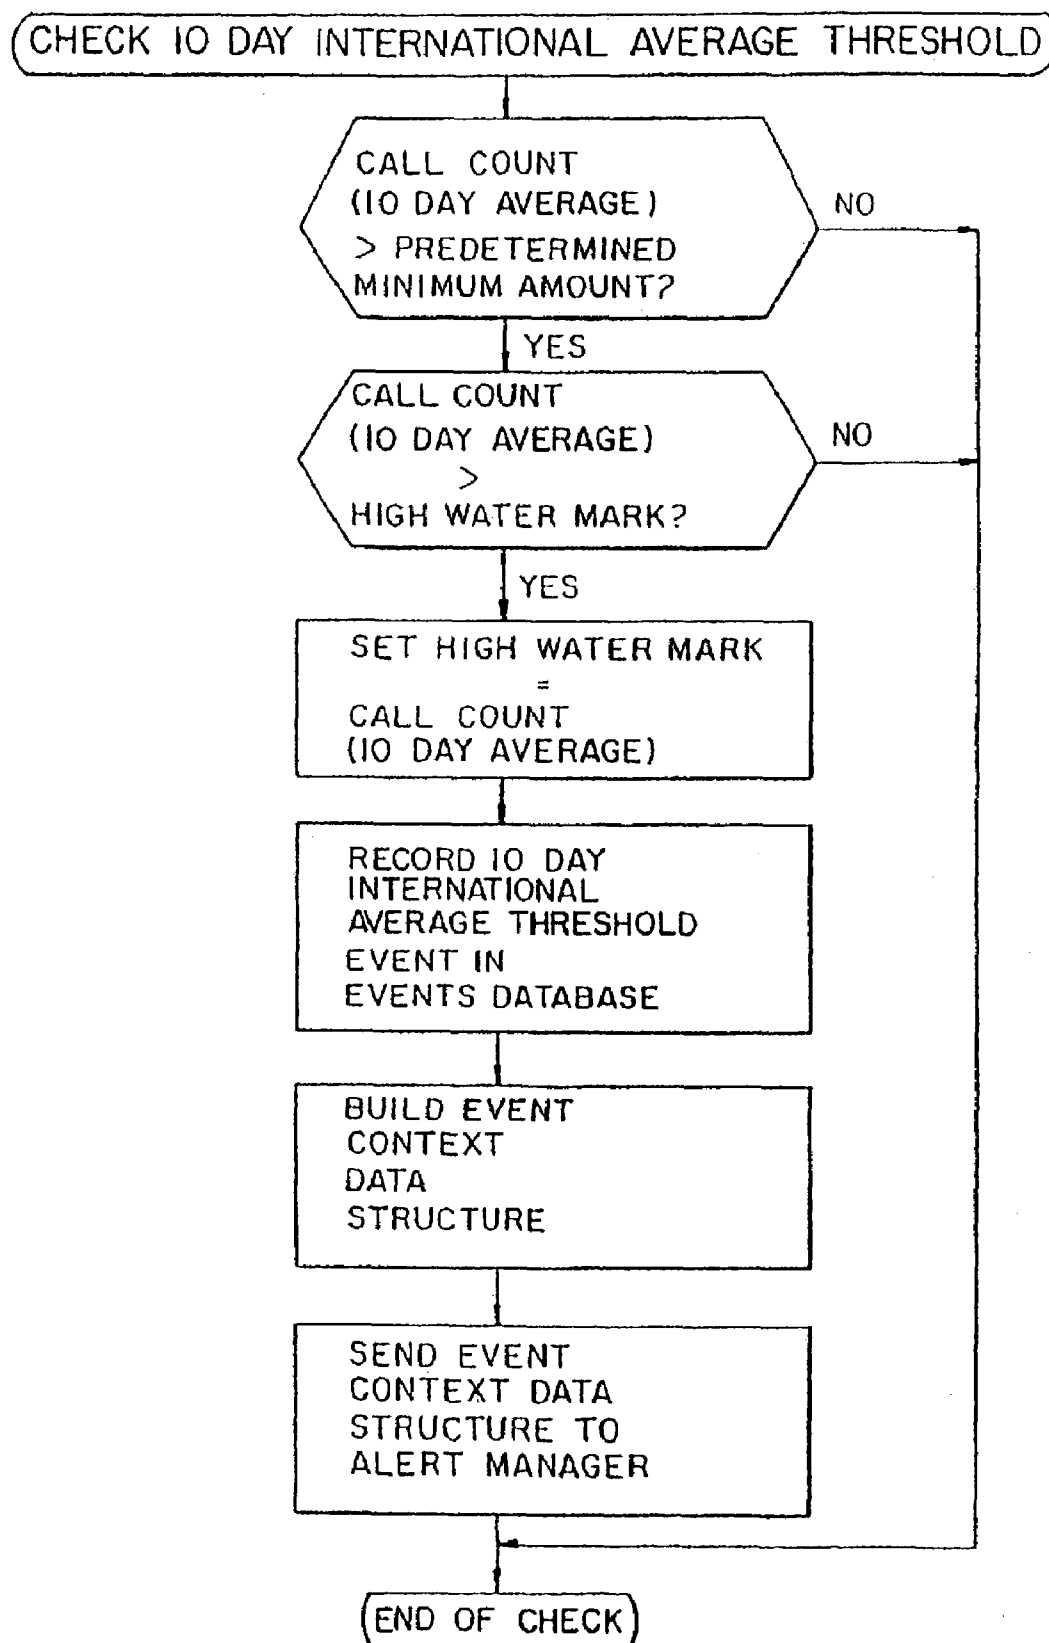 CHECK 10 DAY INTERNATIONAL AVERAGE THRESHOLD
CALL COUNT
(10 DAY AVERAGE)
> PREDETERMINED
MINIMUM AMOUNT?
NO
YES
CALL COUNT
(10 DAY AVERAGE)
>
HIGH WATER MARK?
NO
YES
SET HIGH WATER MARK
=
CALL COUNT
(10 DAY AVERAGE)
RECORD 10 DAY
INTERNATIONAL
AVERAGE THRESHOLD
EVENT IN
EVENTS DATABASE
BUILD EVENT
CONTEXT
DATA
STRUCTURE
SEND EVENT
CONTEXT DATA
STRUCTURE TO
ALERT MANAGER
END OF CHECK